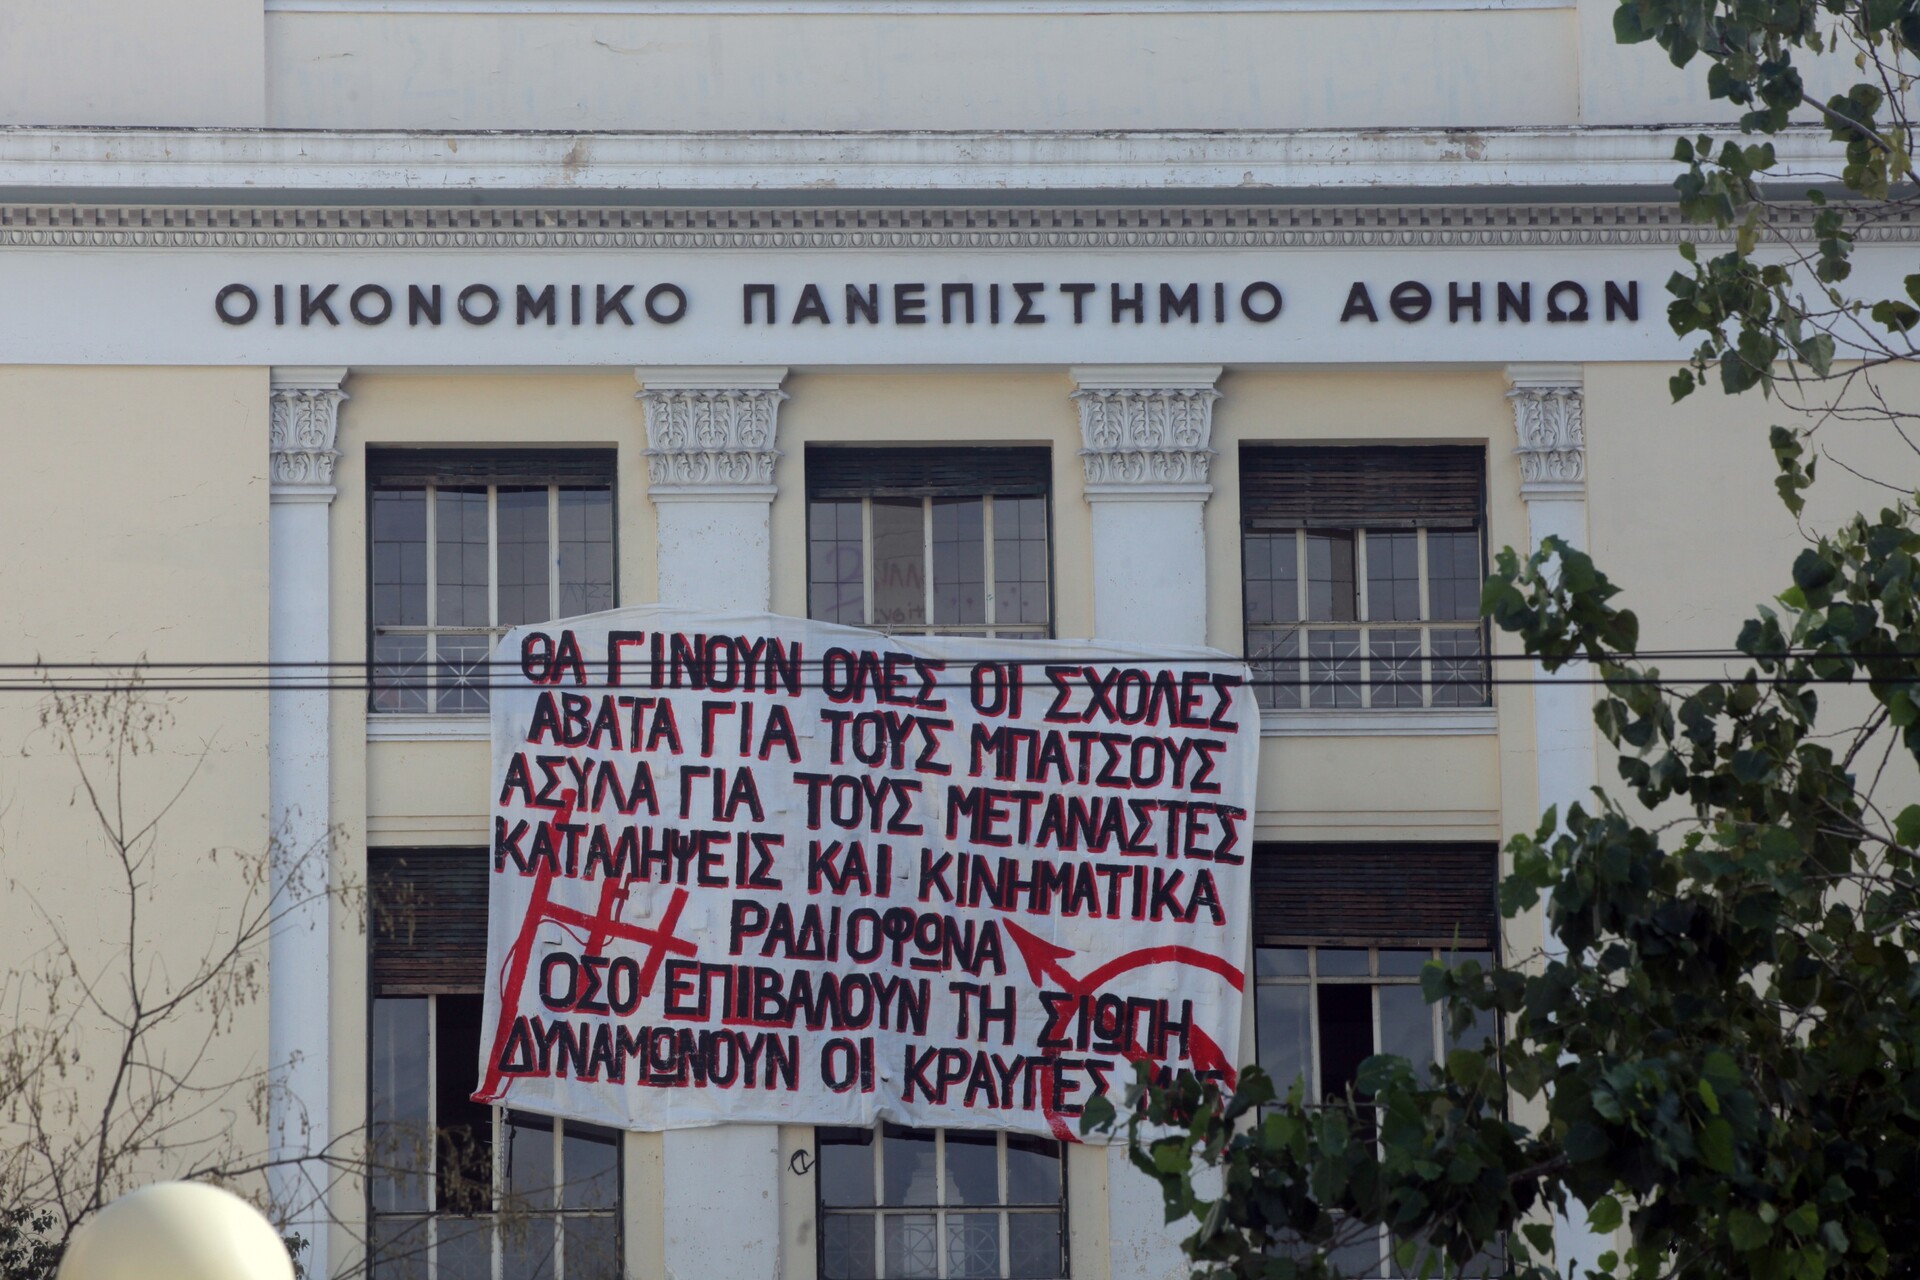 ΟΙΚΟΝΟΜΙΚΟ ΠΑΝΕΠΙΣΤΗΜΙΟ ΑΘΗΝΩΝ
ΘΑ ΓΙΝΟΥΝ ΟΛΕΣ ΟΙ ΣΧΟΛΕΣ
ΑΒΑΤΑ ΓΙΑ ΤΟΥΣ ΜΠΑΤΣΟΥΣ
ΑΣΥΛΑ ΓΙΑ ΤΟΥΣ ΜΕΤΑΝΑΣΤΕΣ
ΚΑΤΑΛΗΨΕΙΣ ΚΑΙ ΚΙΝΗΜΑΤΙΚΑ
ΡΑΔΙΟΦΩΝΑ
ΟΣΟ ΕΠΙΒΑΛΟΥΝ ΤΗ ΣΙΩΠΗ
ΔΥΝΑΜΩΝΟΥΝ ΟΙ ΚΡΑΥΓΕΣ